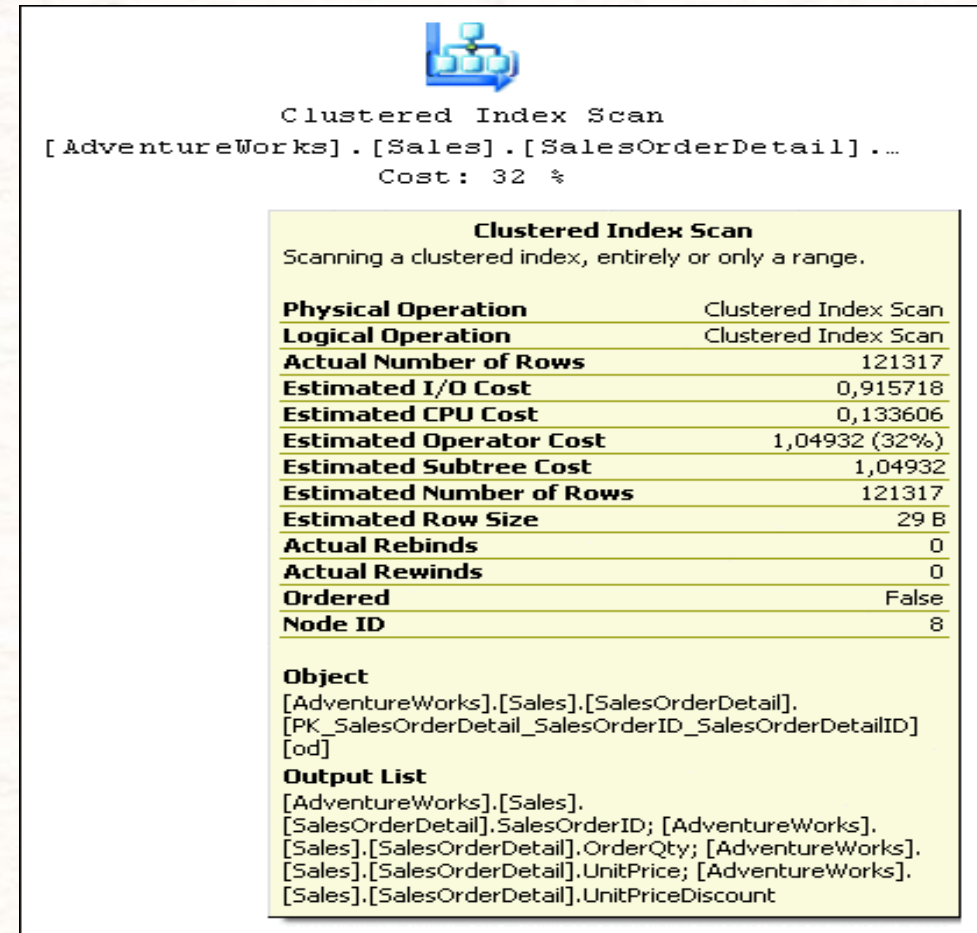 Clustered Index Scan
[AdventureWorks].[Sales].[SalesOrderDetail].…
Cost: 32 %
Clustered Index Scan
Scanning a clustered index, entirely or only a range.
Physical Operation Clustered Index Scan
Logical Operation Clustered Index Scan
Actual Number of Rows 121317
Estimated I/O Cost 0,915718
Estimated CPU Cost 0,133606
Estimated Operator Cost 1,04932 (32%)
Estimated Subtree Cost 1,04932
Estimated Number of Rows 121317
Estimated Row Size 29 B
Actual Rebinds 0
Actual Rewinds 0
Ordered False
Node ID 8
Object
[AdventureWorks].[Sales].[SalesOrderDetail].
[PK_SalesOrderDetail_SalesOrderID_SalesOrderDetailID]
[od]
Output List
[AdventureWorks].[Sales].
[SalesOrderDetail].SalesOrderID; [AdventureWorks].
[Sales].[SalesOrderDetail].OrderQty; [AdventureWorks].
[Sales].[SalesOrderDetail].UnitPrice; [AdventureWorks].
[Sales].[SalesOrderDetail].UnitPriceDiscount